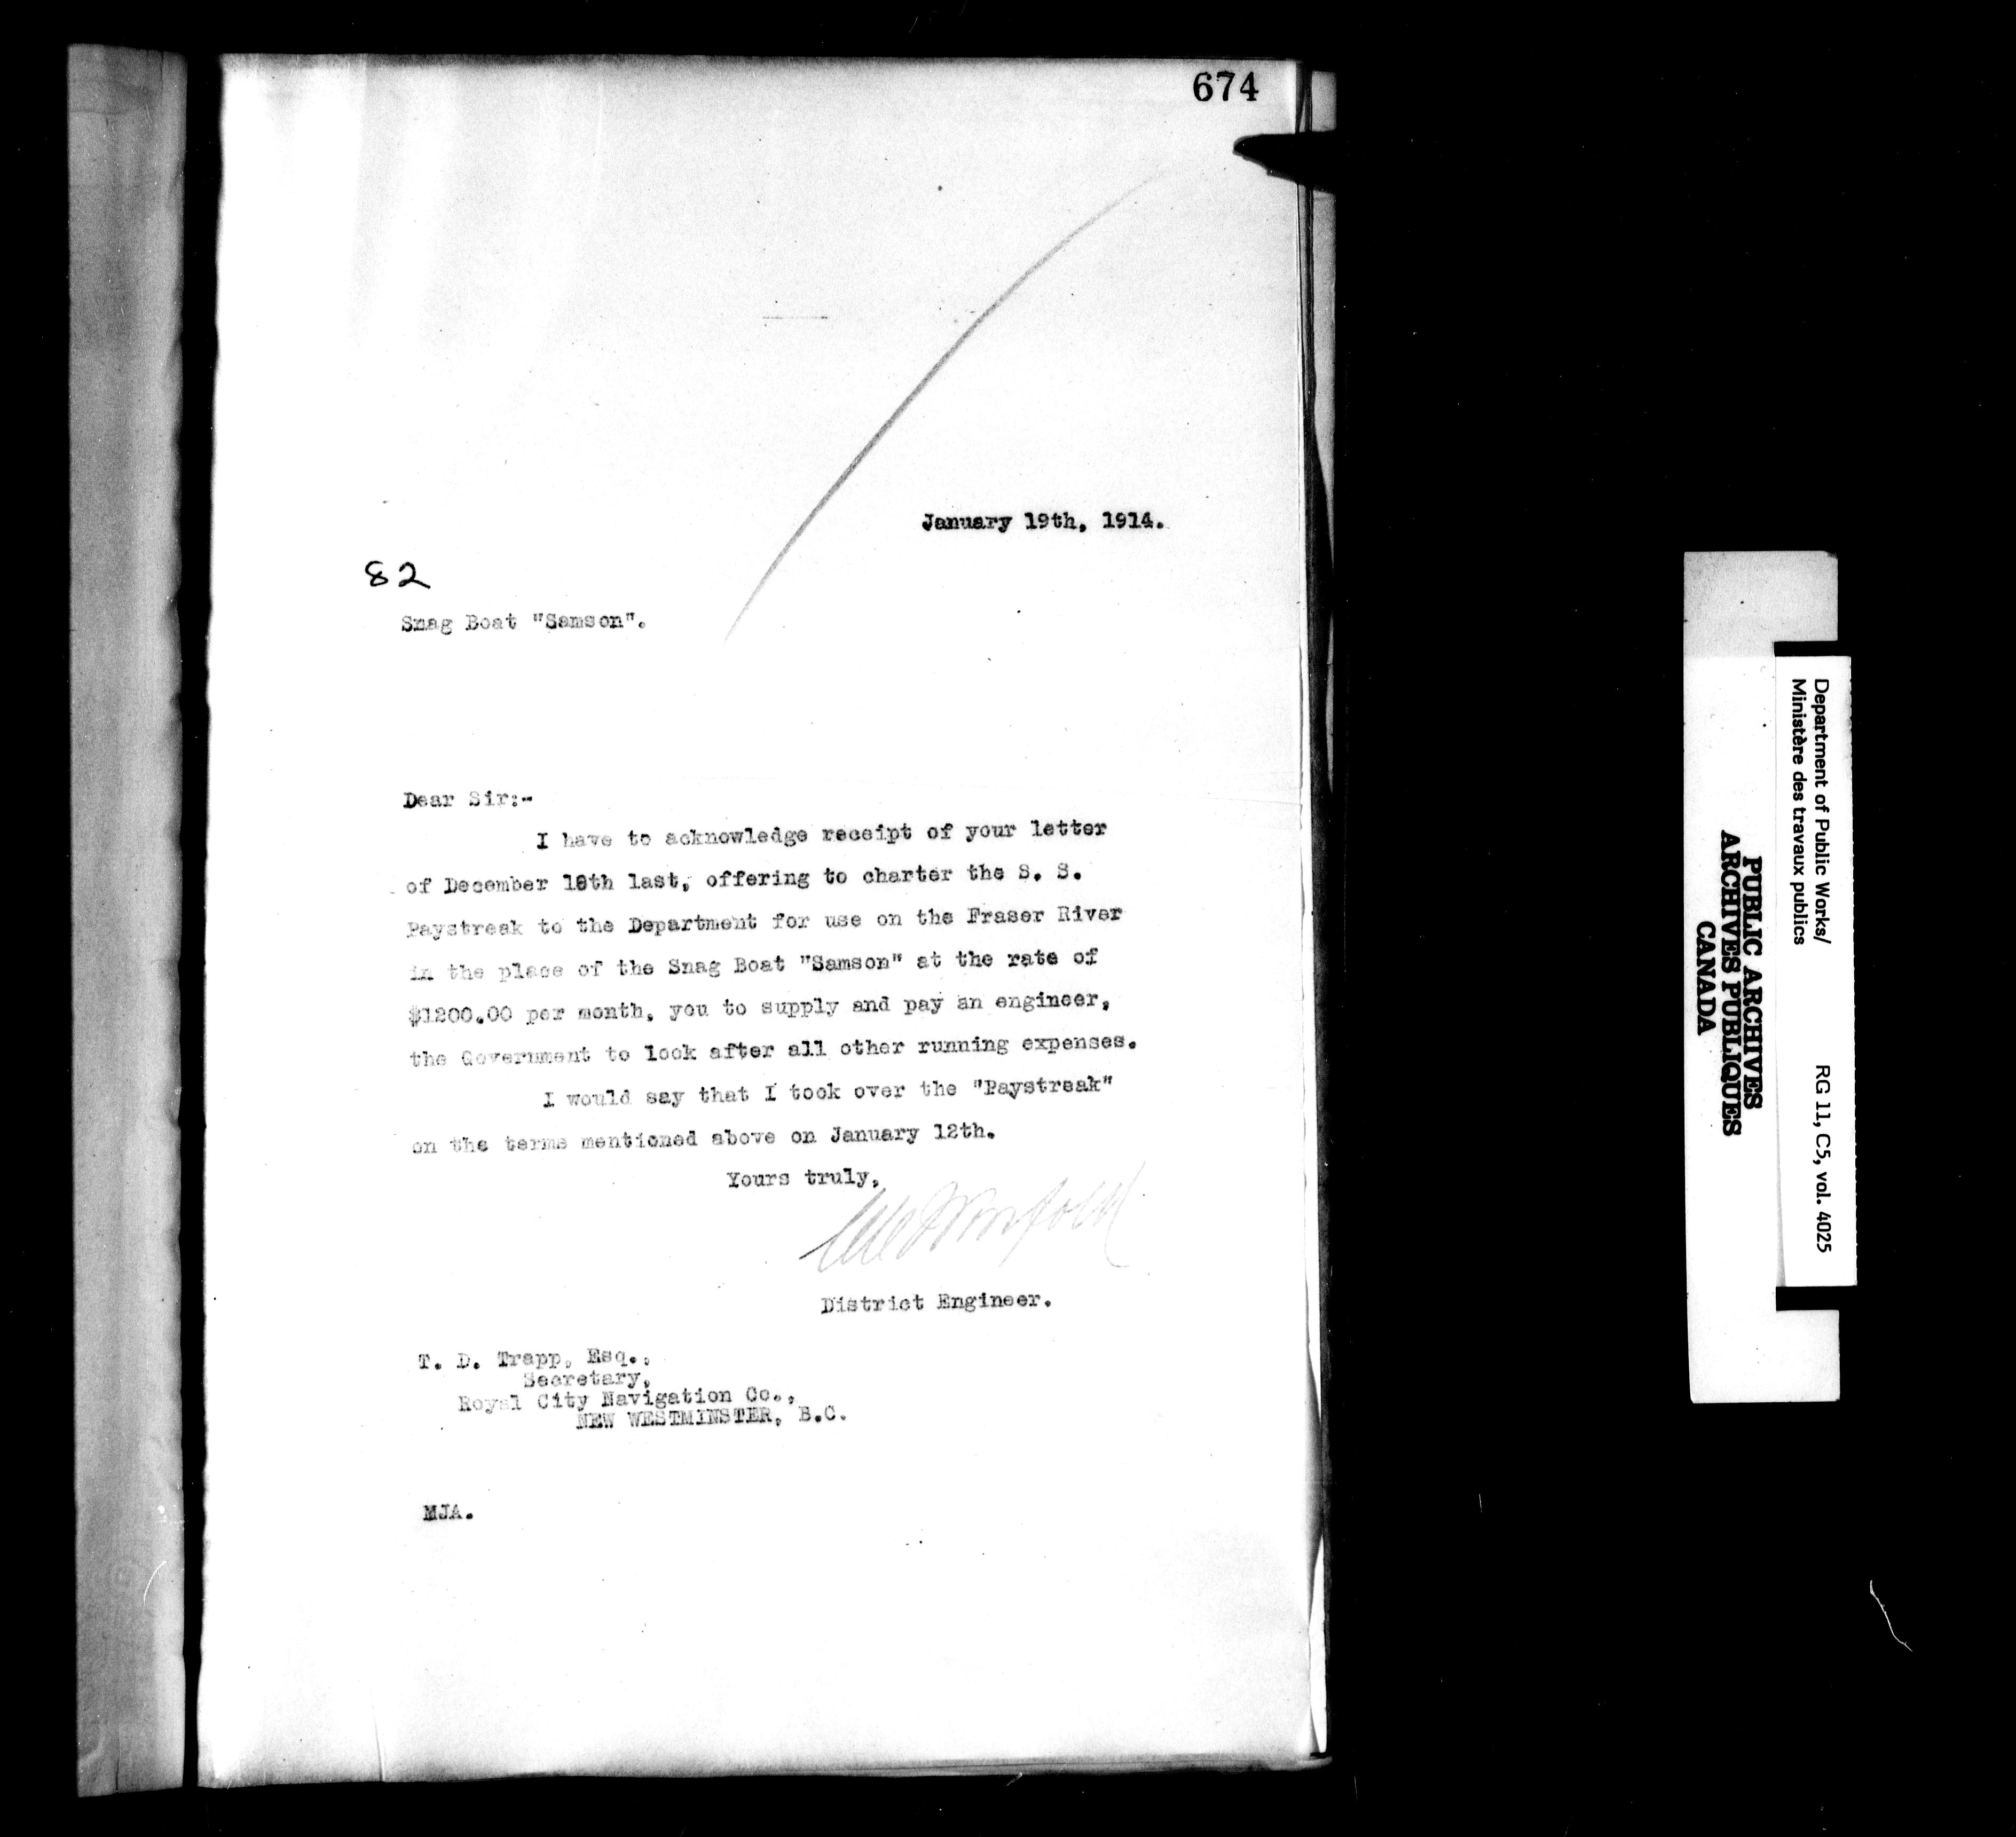 674
January 19th, 1914.
82
Snag Boat "Samson".
Dear Sir:-
I have to acknowledge receipt of your letter
of December 18th last, offering to charter the S. S.
Paystreak to the Department for use on the Fraser River
in the place of the Snag Boat "Samson" at the rate of
$1200.00 per month, you to supply and pay an engineer,
the Government to look after all other running expenses.
I would say that I took over the "Paystreak"
on the terms mentioned above on January 12th.
Yours truly,
District Engineer.
T. D. Trapp, Esq.,
Secretary,
Royal City Navigation Co.,
NEW WESTMINSTER, B.C.
MJA.
Department of Public Works/
Ministère des travaux publics
RG 11, C5, vol. 4025
PUBLIC ARCHIVES
ARCHIVES PUBLIQUES
CANADA